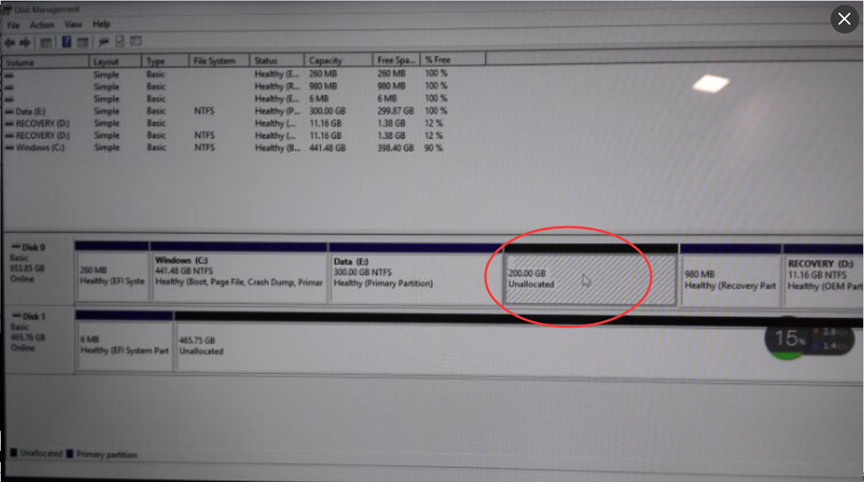 Disk Management
File Action View Help
Volume Layout Type File System Status Capacity Free Spa... % Free
Simple Basic Healthy (E... 260 MB 260 MB 100 %
Simple Basic Healthy (R... 980 MB 980 MB 100 %
Simple Basic Healthy (E... 6 MB 6 MB 100 %
Data (E:) Simple Basic NTFS Healthy (P... 300.00 GB 299.87 GB 100 %
RECOVERY (D:) Simple Basic Healthy (... 11.16 GB 1.38 GB 12 %
RECOVERY (D:) Simple Basic NTFS Healthy (... 11.16 GB 1.38 GB 12 %
Windows (C:) Simple Basic NTFS Healthy (B... 441.48 GB 398.40 GB 90 %
Disk 0
Basic
953.85 GB
Online
260 MB
Healthy (EFI Syste
Windows (C:)
441.48 GB NTFS
Healthy (Boot, Page File, Crash Dump, Primar
Data (E:)
300.00 GB NTFS
Healthy (Primary Partition)
200.00 GB
Unallocated
980 MB
Healthy (Recovery Part
RECOVERY (D:)
11.16 GB NTFS
Healthy (OEM Part
Disk 1
Basic
465.76 GB
Online
6 MB
Healthy (EFI System Part
465.75 GB
Unallocated
15%
Unallocated Primary partition